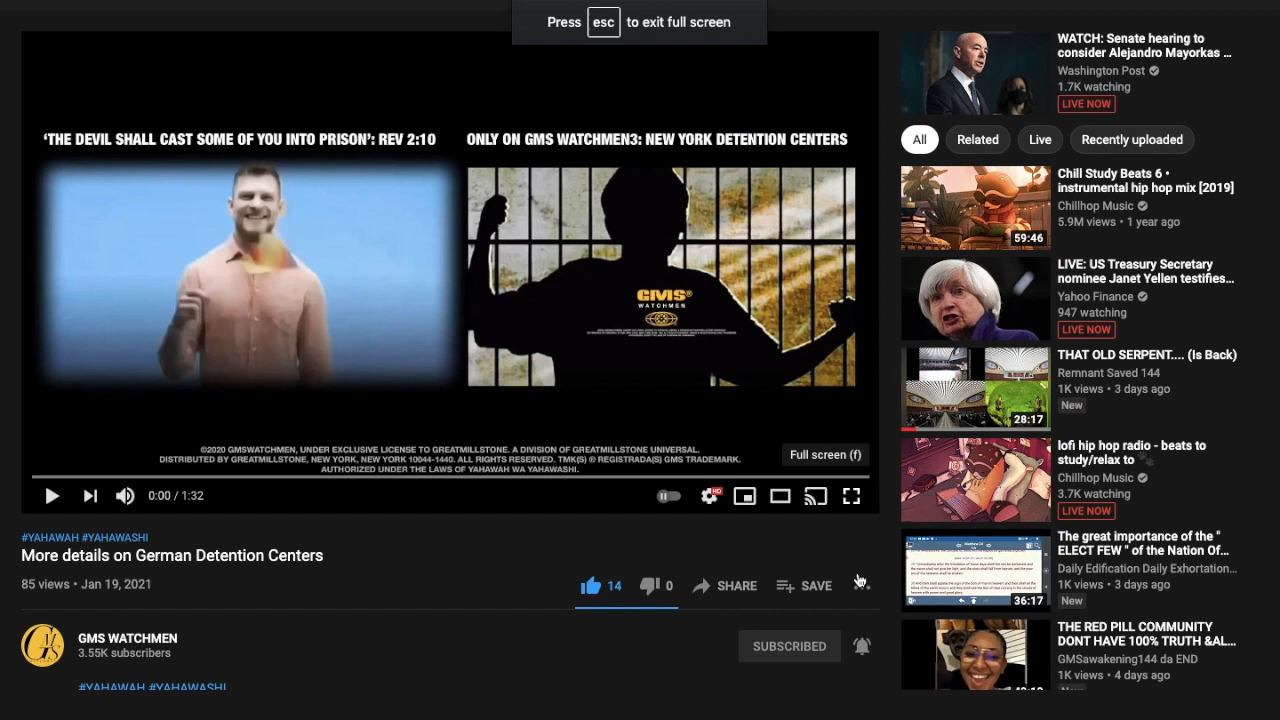 Press esc to exit full screen
'THE DEVIL SHALL CAST SOME OF YOU INTO PRISON': REV 2:10
ONLY ON GMS WATCHMEN3: NEW YORK DETENTION CENTERS
GMS®
WATCHMEN
©2020 GMSWATCHMEN, UNDER EXCLUSIVE LICENSE TO GREATMILLSTONE. A DIVISION OF GREATMILLSTONE UNIVERSAL.
DISTRIBUTED BY GREATMILLSTONE, NEW YORK, NEW YORK 10044-1440. ALL RIGHTS RESERVED. TMK(S) ® REGISTRADA(S) GMS TRADEMARK.
AUTHORIZED UNDER THE LAWS OF YAHAWAH WA YAHAWASHI.
Full screen (f)
0:00 / 1:32
HD
#YAHAWAH #YAHAWASHI
More details on German Detention Centers
85 views • Jan 19, 2021
14
0
SHARE
SAVE
GMS WATCHMEN
3.55K subscribers
SUBSCRIBED
#YAHAWAH #YAHAWASHI
WATCH: Senate hearing to
consider Alejandro Mayorkas ...
Washington Post
1.7K watching
LIVE NOW
All
Related
Live
Recently uploaded
Chill Study Beats 6 •
instrumental hip hop mix [2019]
Chillhop Music
5.9M views • 1 year ago
59:46
LIVE: US Treasury Secretary
nominee Janet Yellen testifies...
Yahoo Finance
947 watching
LIVE NOW
THAT OLD SERPENT.... (Is Back)
Remnant Saved 144
1K views • 3 days ago
New
28:17
lofi hip hop radio - beats to
study/relax to
Chillhop Music
3.7K watching
LIVE NOW
The great importance of the "
ELECT FEW " of the Nation Of...
Daily Edification Daily Exhortation...
1K views • 3 days ago
New
36:17
THE RED PILL COMMUNITY
DONT HAVE 100% TRUTH &AL...
GMSawakening144 da END
1K views • 4 days ago